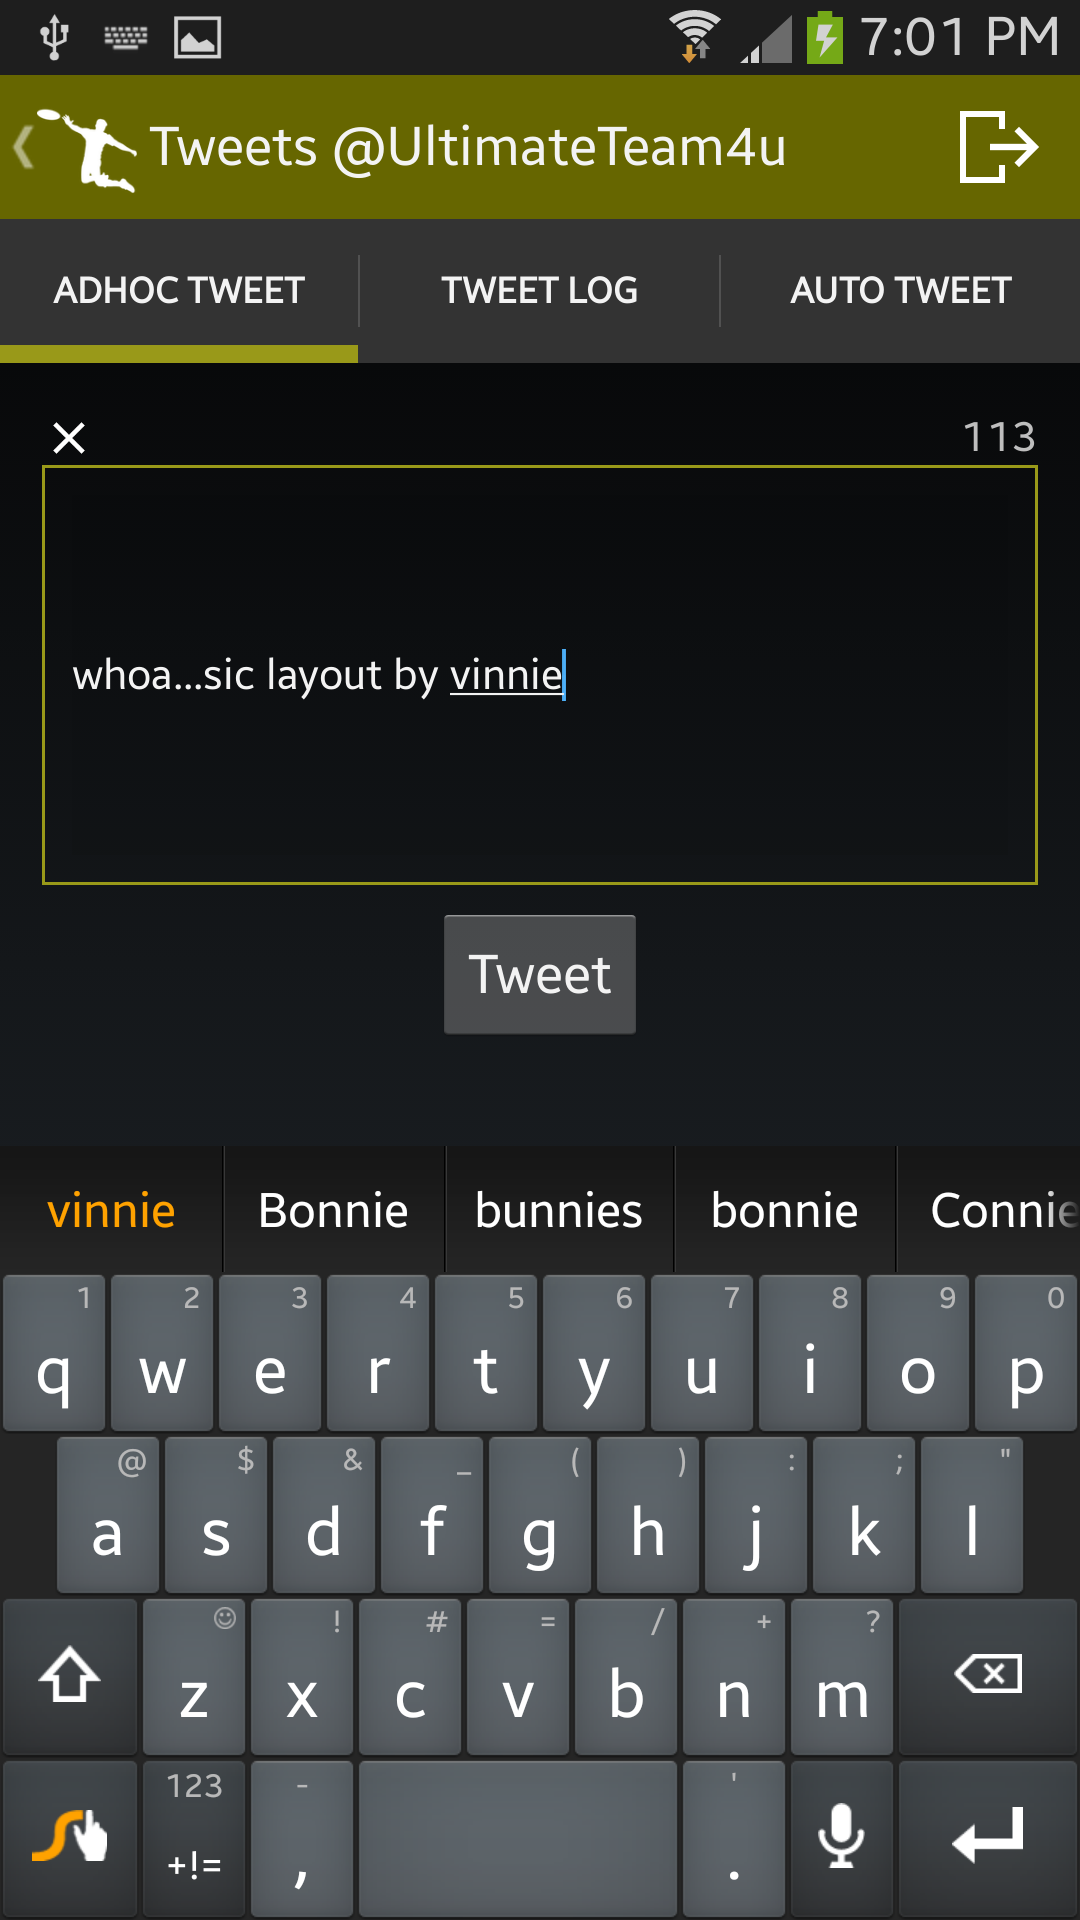 7:01 PM
Tweets @UltimateTeam4u
ADHOC TWEET TWEET LOG AUTO TWEET
113
whoa...sic layout by vinnie
Tweet
vinnie Bonnie bunnies bonnie Connie
1 2 3 4 5 6 7 8 9 0
q w e r t y u i o p
@ $ & _ ( ) : ; "
a s d f g h j k l
! # = / + ?
z x c v b n m
123 - '
+!= , .